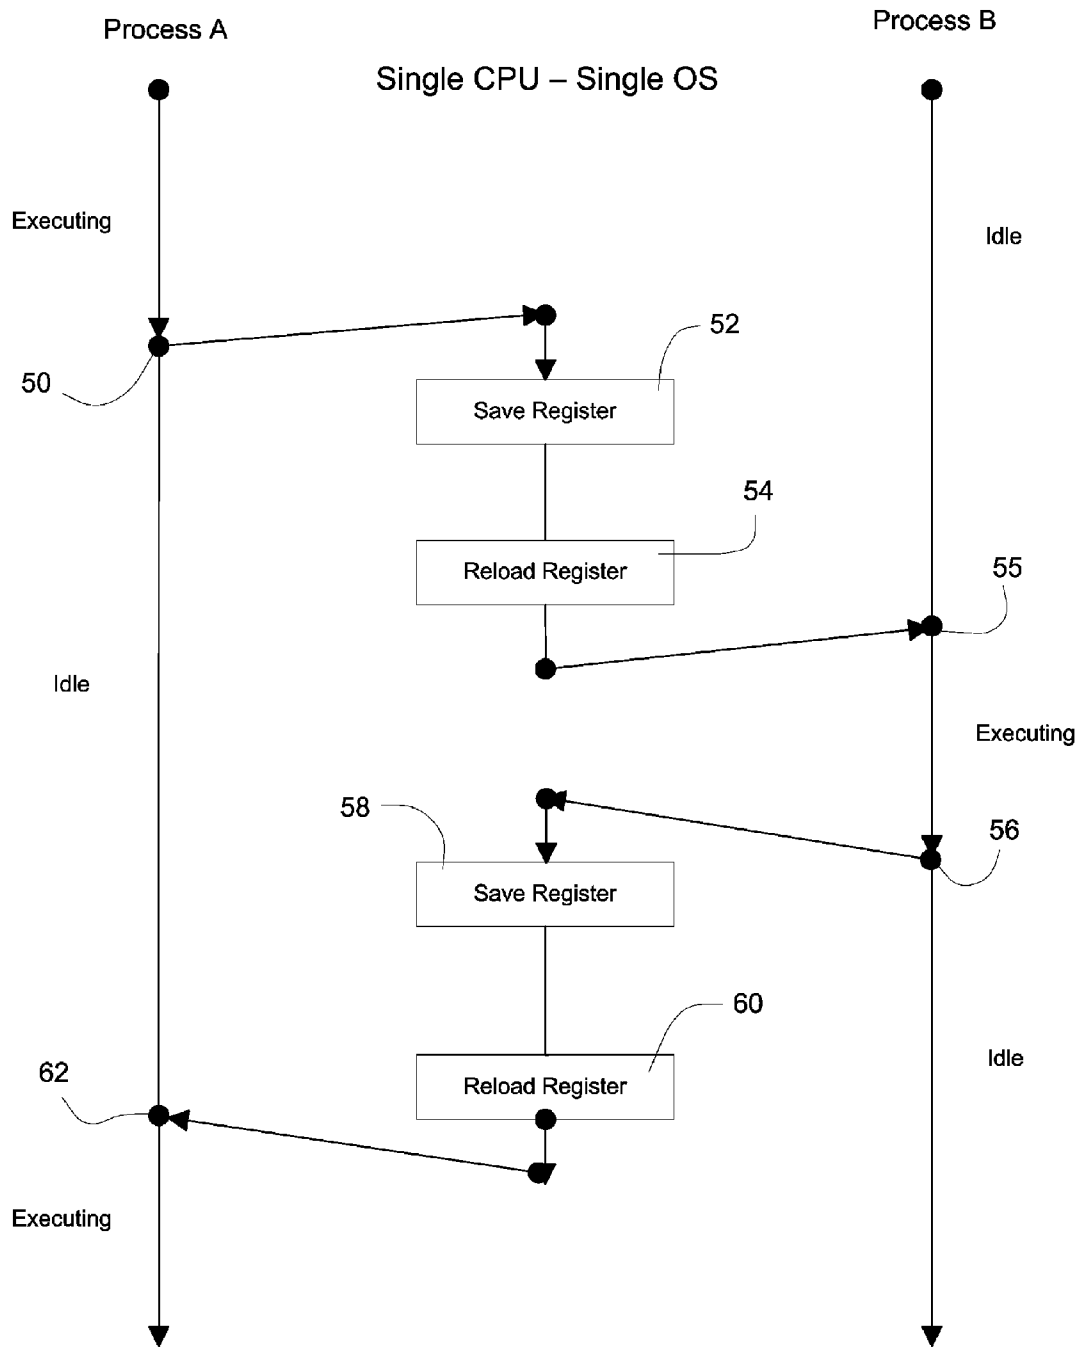 Process A
Process B
Single CPU – Single OS
Executing
Idle
52
50
Save Register
54
Reload Register
55
Idle
Executing
58
56
Save Register
60
Idle
62
Reload Register
Executing